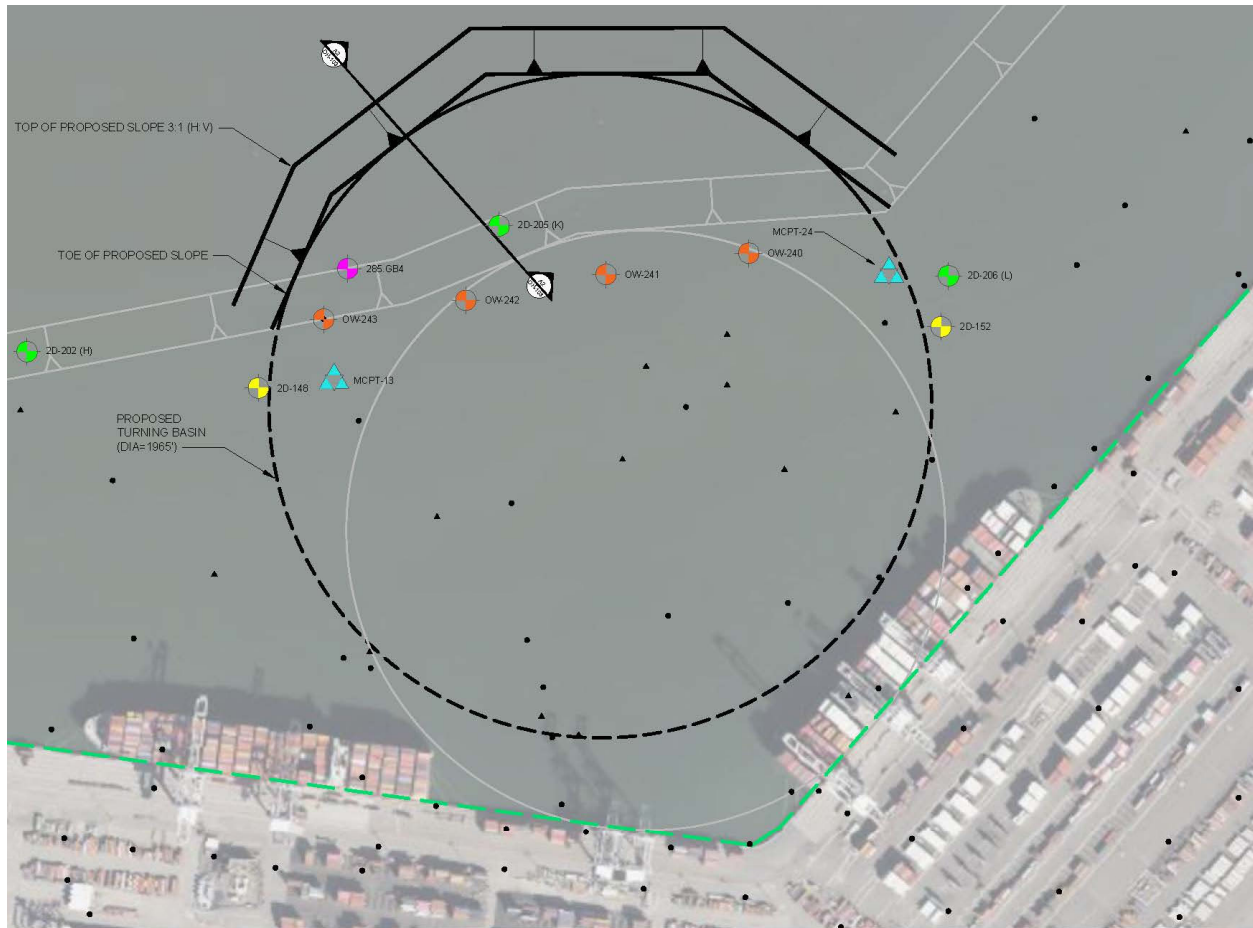 TOP OF PROPOSED SLOPE 3:1 (H:V)
TOE OF PROPOSED SLOPE
2D-205 (K)
MCPT-24
OW-240
285.GB4
OW-241
2D-206 (L)
OW-242
OW-243
2D-152
2D-202 (H)
MCPT-13
2D-148
PROPOSED
TURNING BASIN
(DIA=1965')